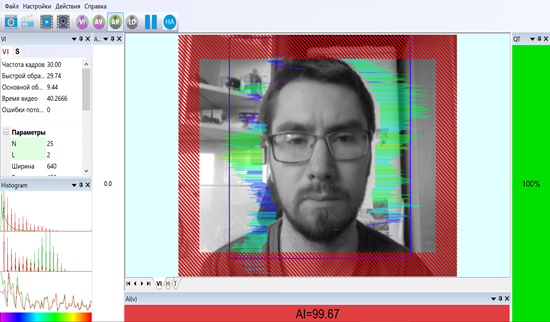 Файл Настройки Действия Справка
VI AV AR LD HA
VI
VI S
Частота кадров 30.00
Быстрой обра... 29.74
Основной об... 9.44
Время видео 40.2666
Ошибки пото... 0
Параметры
N 25
L 2
Ширина 640
Histogram
A...
0.0
VI H T
AI(v)
AI=99.67
QT
100%